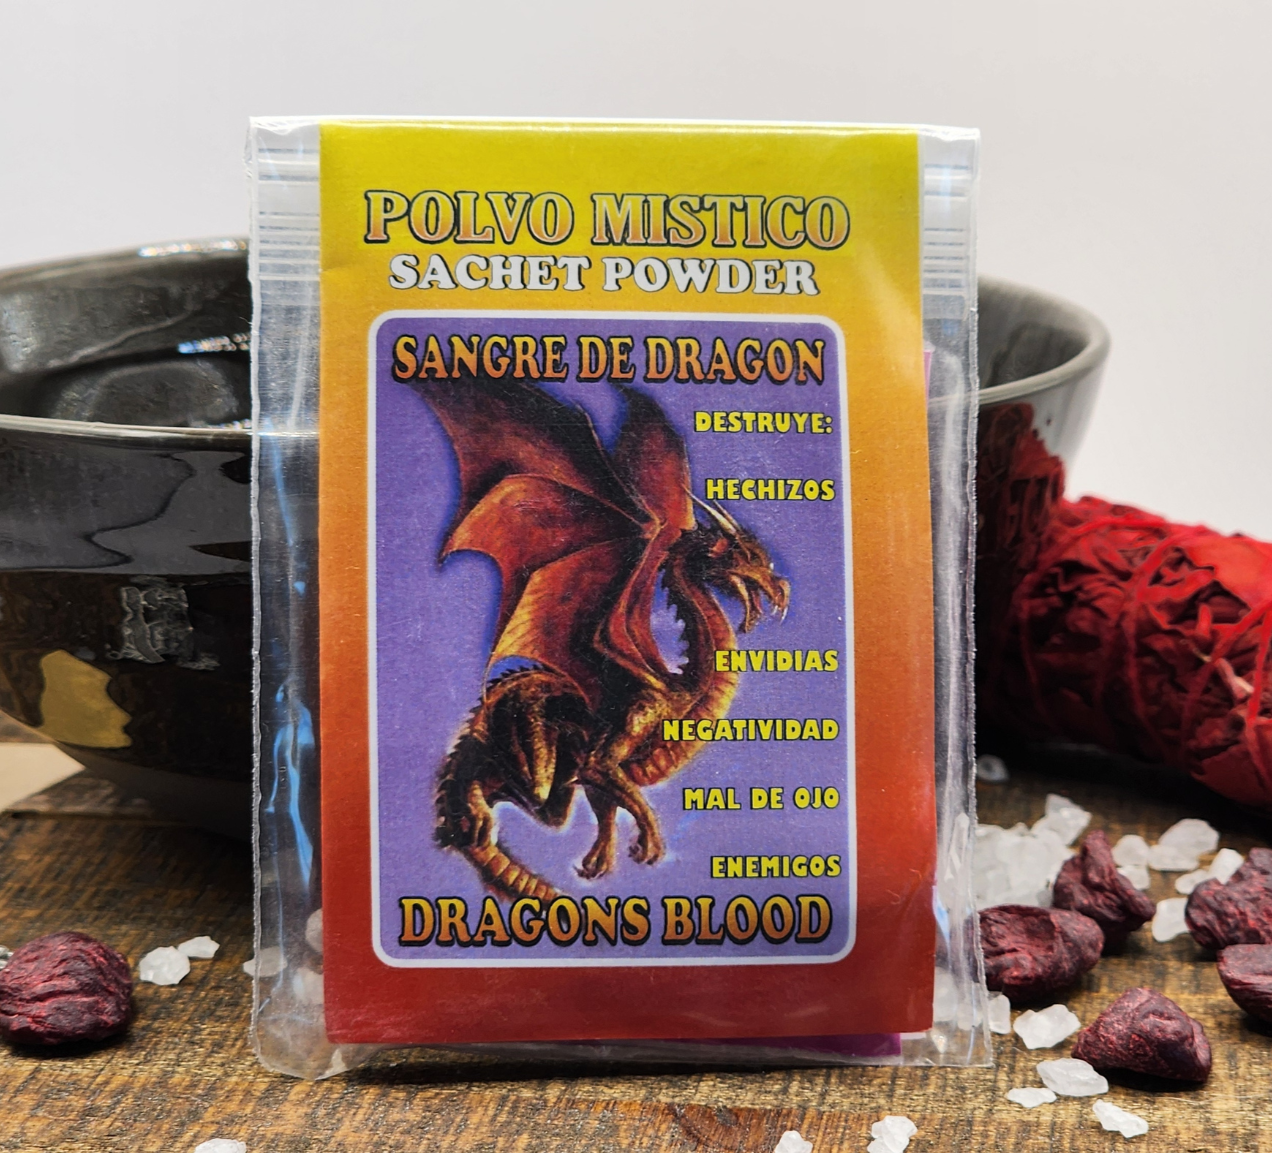 POLVO MISTICO
SACHET POWDER
SANGRE DE DRAGON
DESTRUYE:
HECHIZOS
ENVIDIAS
NEGATIVIDAD
MAL DE OJO
ENEMIGOS
DRAGONS BLOOD